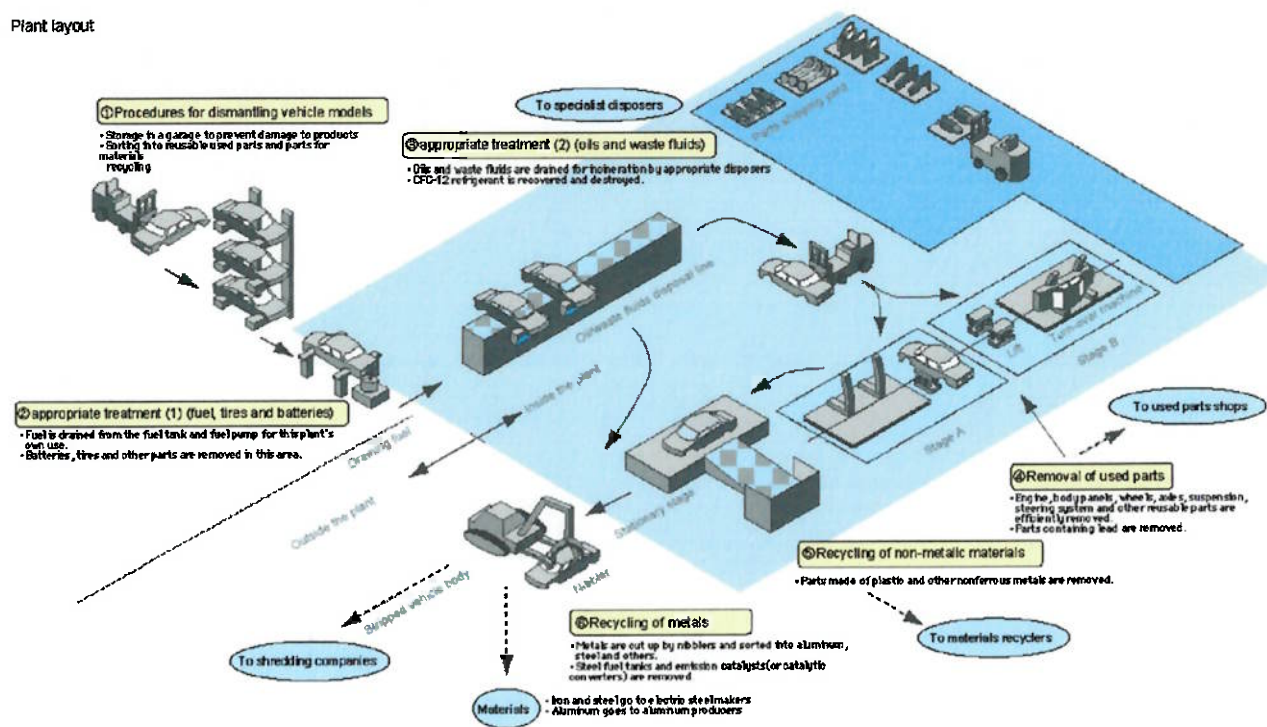 Plant layout
①Procedures for dismantling vehicle models
• Storage in a garage to prevent damage to products
• Sorting into reusable used parts and parts for
materials
recycling
To specialist disposers
③appropriate treatment (2) (oils and waste fluids)
• Oils and waste fluids are drained for incineration by appropriate disposers
• CFC-12 refrigerant is recovered and destroyed.
Parts shipping yard
②appropriate treatment (1) (fuel, tires and batteries)
• Fuel is drained from the fuel tank and fuel pump for this plant's
own use.
• Batteries, tires and other parts are removed in this area.
Oil/waste fluids disposal line
Turn-over machine
Lift
Stage B
Stage A
Inside the plant
Drawing fuel
Outside the plant
Stationary stage
To used parts shops
④Removal of used parts
• Engine, body panels, wheels, axles, suspension,
steering system and other reusable parts are
efficiently removed.
• Parts containing lead are removed.
⑤Recycling of non-metallic materials
• Parts made of plastic and other nonferrous metals are removed.
To materials recyclers
Nibbler
Stripped vehicle body
To shredding companies
⑥Recycling of metals
• Metals are cut up by nibblers and sorted into aluminum,
steel and others.
• Steel fuel tanks and emission catalysts(or catalytic
converters) are removed
Materials
• Iron and steel go to electric steelmakers
• Aluminum goes to aluminum producers